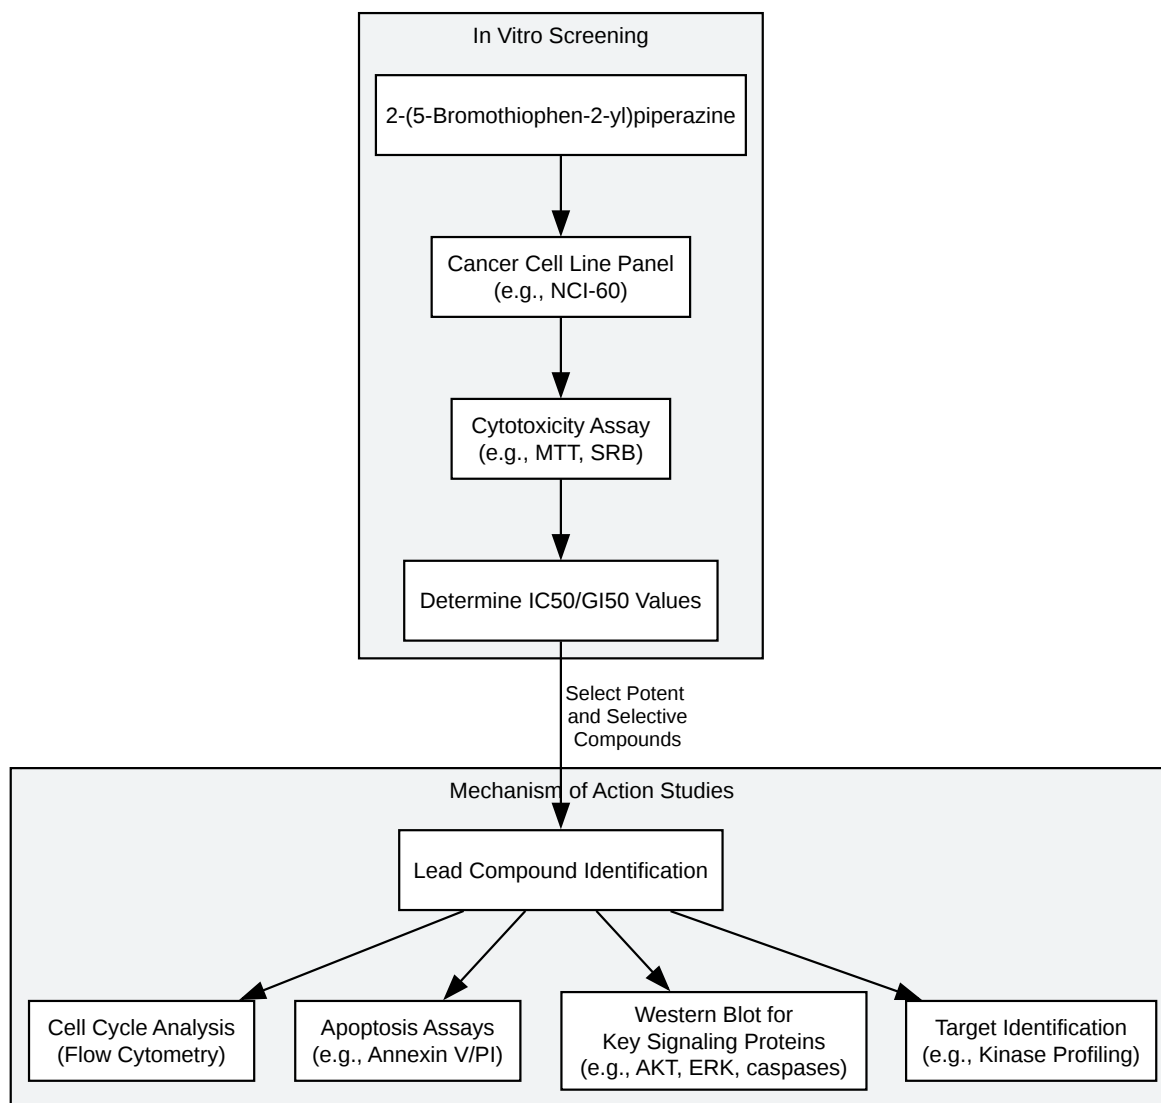 In Vitro Screening
2-(5-Bromothiophen-2-yl)piperazine
Cancer Cell Line Panel
(e.g., NCI-60)
Cytotoxicity Assay
(e.g., MTT, SRB)
Determine IC50/GI50 Values
Select Potent
and Selective
Compounds
Mechanism of Action Studies
Lead Compound Identification
Cell Cycle Analysis
(Flow Cytometry)
Apoptosis Assays
(e.g., Annexin V/PI)
Western Blot for
Key Signaling Proteins
(e.g., AKT, ERK, caspases)
Target Identification
(e.g., Kinase Profiling)